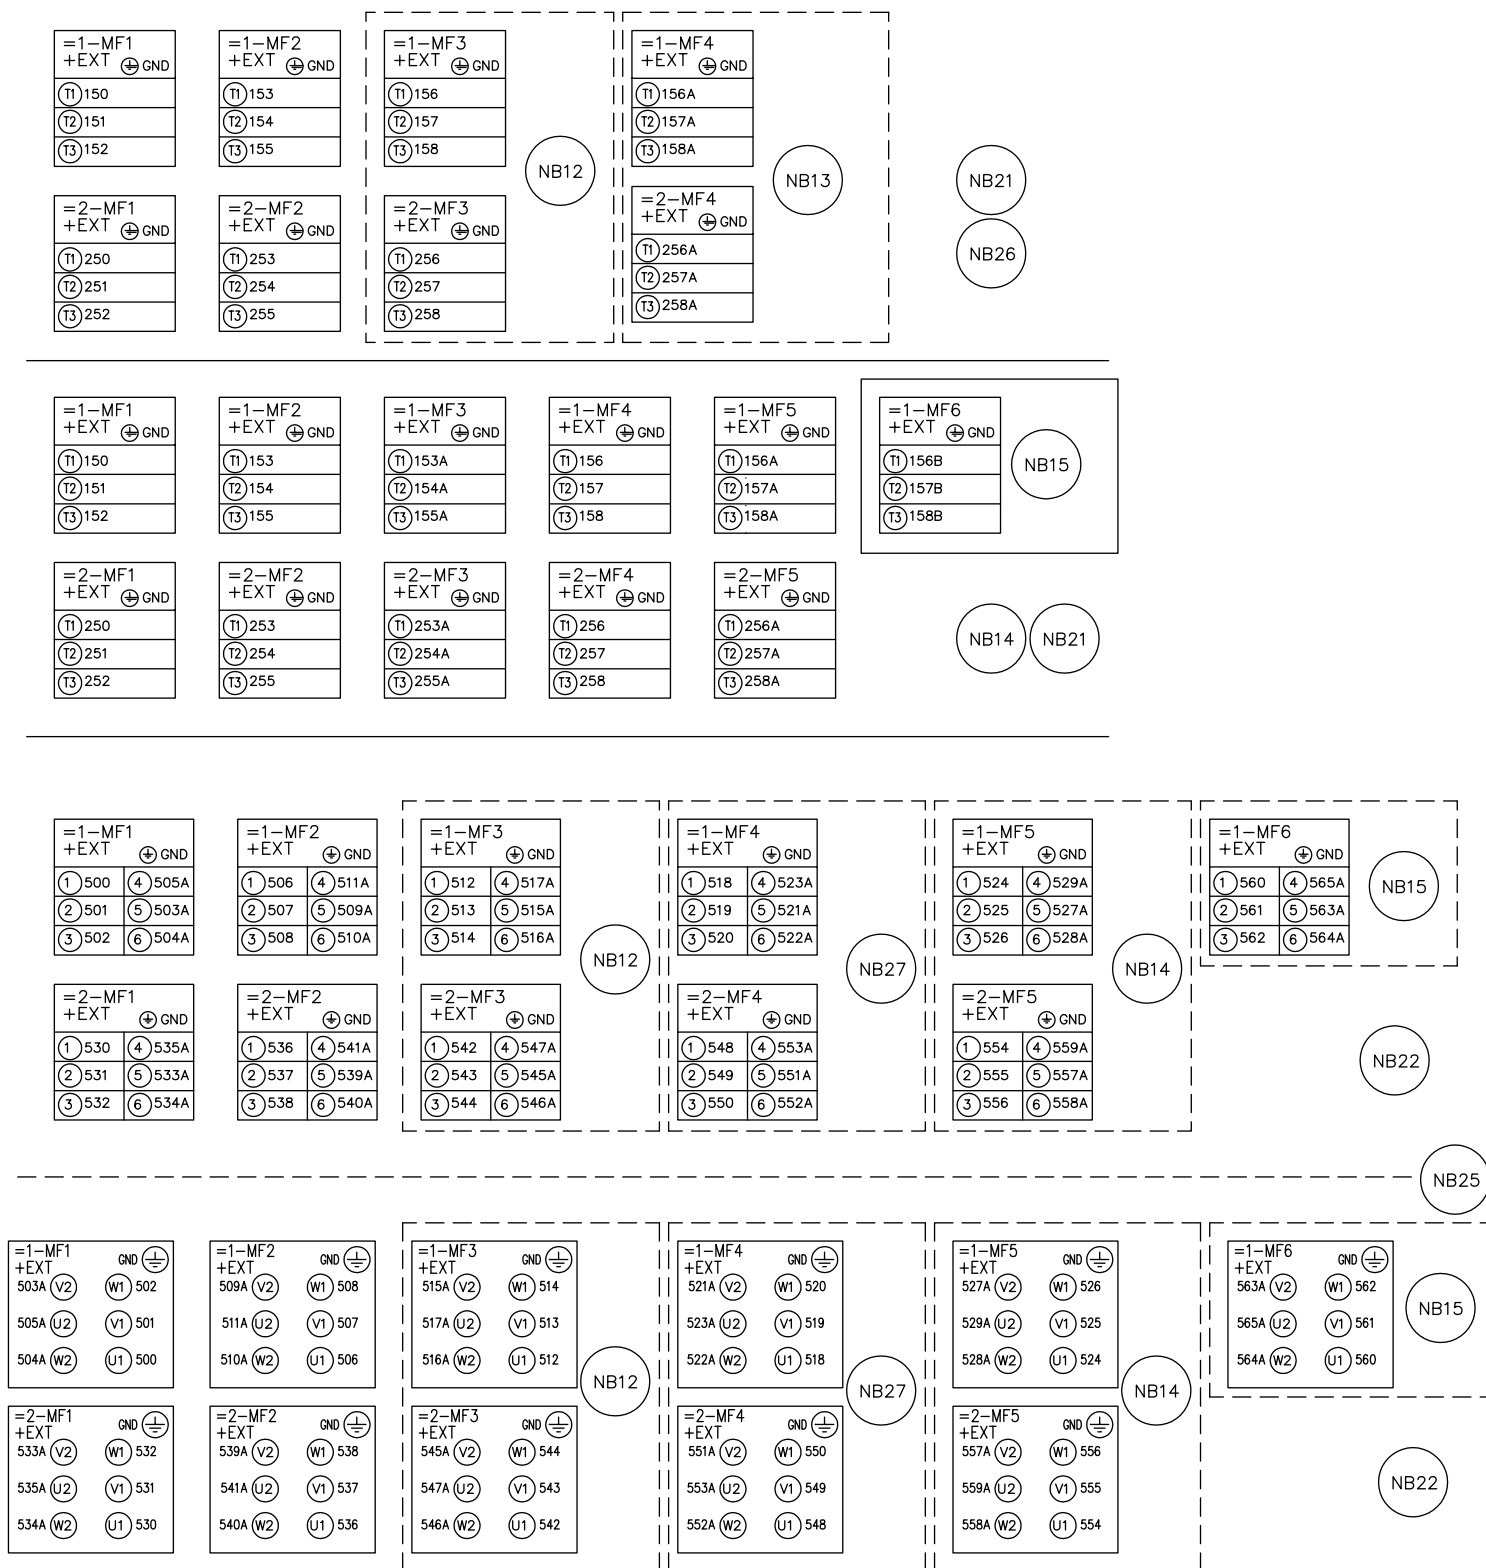 =1-MF1
+EXT GND
T1 150
T2 151
T3 152
=1-MF2
+EXT GND
T1 153
T2 154
T3 155
=1-MF3
+EXT GND
T1 156
T2 157
T3 158
=1-MF4
+EXT GND
T1 156A
T2 157A
T3 158A
NB12
NB13
NB21
NB26
=2-MF1
+EXT GND
T1 250
T2 251
T3 252
=2-MF2
+EXT GND
T1 253
T2 254
T3 255
=2-MF3
+EXT GND
T1 256
T2 257
T3 258
=2-MF4
+EXT GND
T1 256A
T2 257A
T3 258A
=1-MF1
+EXT GND
T1 150
T2 151
T3 152
=1-MF2
+EXT GND
T1 153
T2 154
T3 155
=1-MF3
+EXT GND
T1 153A
T2 154A
T3 155A
=1-MF4
+EXT GND
T1 156
T2 157
T3 158
=1-MF5
+EXT GND
T1 156A
T2 157A
T3 158A
=1-MF6
+EXT GND
T1 156B
T2 157B
T3 158B
NB15
=2-MF1
+EXT GND
T1 250
T2 251
T3 252
=2-MF2
+EXT GND
T1 253
T2 254
T3 255
=2-MF3
+EXT GND
T1 253A
T2 254A
T3 255A
=2-MF4
+EXT GND
T1 256
T2 257
T3 258
=2-MF5
+EXT GND
T1 256A
T2 257A
T3 258A
NB14 NB21
=1-MF1
+EXT GND
1 500 4 505A
2 501 5 503A
3 502 6 504A
=1-MF2
+EXT GND
1 506 4 511A
2 507 5 509A
3 508 6 510A
=1-MF3
+EXT GND
1 512 4 517A
2 513 5 515A
3 514 6 516A
=1-MF4
+EXT GND
1 518 4 523A
2 519 5 521A
3 520 6 522A
=1-MF5
+EXT GND
1 524 4 529A
2 525 5 527A
3 526 6 528A
=1-MF6
+EXT GND
1 560 4 565A
2 561 5 563A
3 562 6 564A
NB15
NB12
NB27
NB14
=2-MF1
+EXT GND
1 530 4 535A
2 531 5 533A
3 532 6 534A
=2-MF2
+EXT GND
1 536 4 541A
2 537 5 539A
3 538 6 540A
=2-MF3
+EXT GND
1 542 4 547A
2 543 5 545A
3 544 6 546A
=2-MF4
+EXT GND
1 548 4 553A
2 549 5 551A
3 550 6 552A
=2-MF5
+EXT GND
1 554 4 559A
2 555 5 557A
3 556 6 558A
NB22
NB25
=1-MF1
+EXT GND
503A V2 W1 502
505A U2 V1 501
504A W2 U1 500
=1-MF2
+EXT GND
509A V2 W1 508
511A U2 V1 507
510A W2 U1 506
=1-MF3
+EXT GND
515A V2 W1 514
517A U2 V1 513
516A W2 U1 512
=1-MF4
+EXT GND
521A V2 W1 520
523A U2 V1 519
522A W2 U1 518
=1-MF5
+EXT GND
527A V2 W1 526
529A U2 V1 525
528A W2 U1 524
=1-MF6
+EXT GND
563A V2 W1 562
565A U2 V1 561
564A W2 U1 560
NB15
NB12
NB27
NB14
=2-MF1
+EXT GND
533A V2 W1 532
535A U2 V1 531
534A W2 U1 530
=2-MF2
+EXT GND
539A V2 W1 538
541A U2 V1 537
540A W2 U1 536
=2-MF3
+EXT GND
545A V2 W1 544
547A U2 V1 543
546A W2 U1 542
=2-MF4
+EXT GND
551A V2 W1 550
553A U2 V1 549
552A W2 U1 548
=2-MF5
+EXT GND
557A V2 W1 556
559A U2 V1 555
558A W2 U1 554
NB22